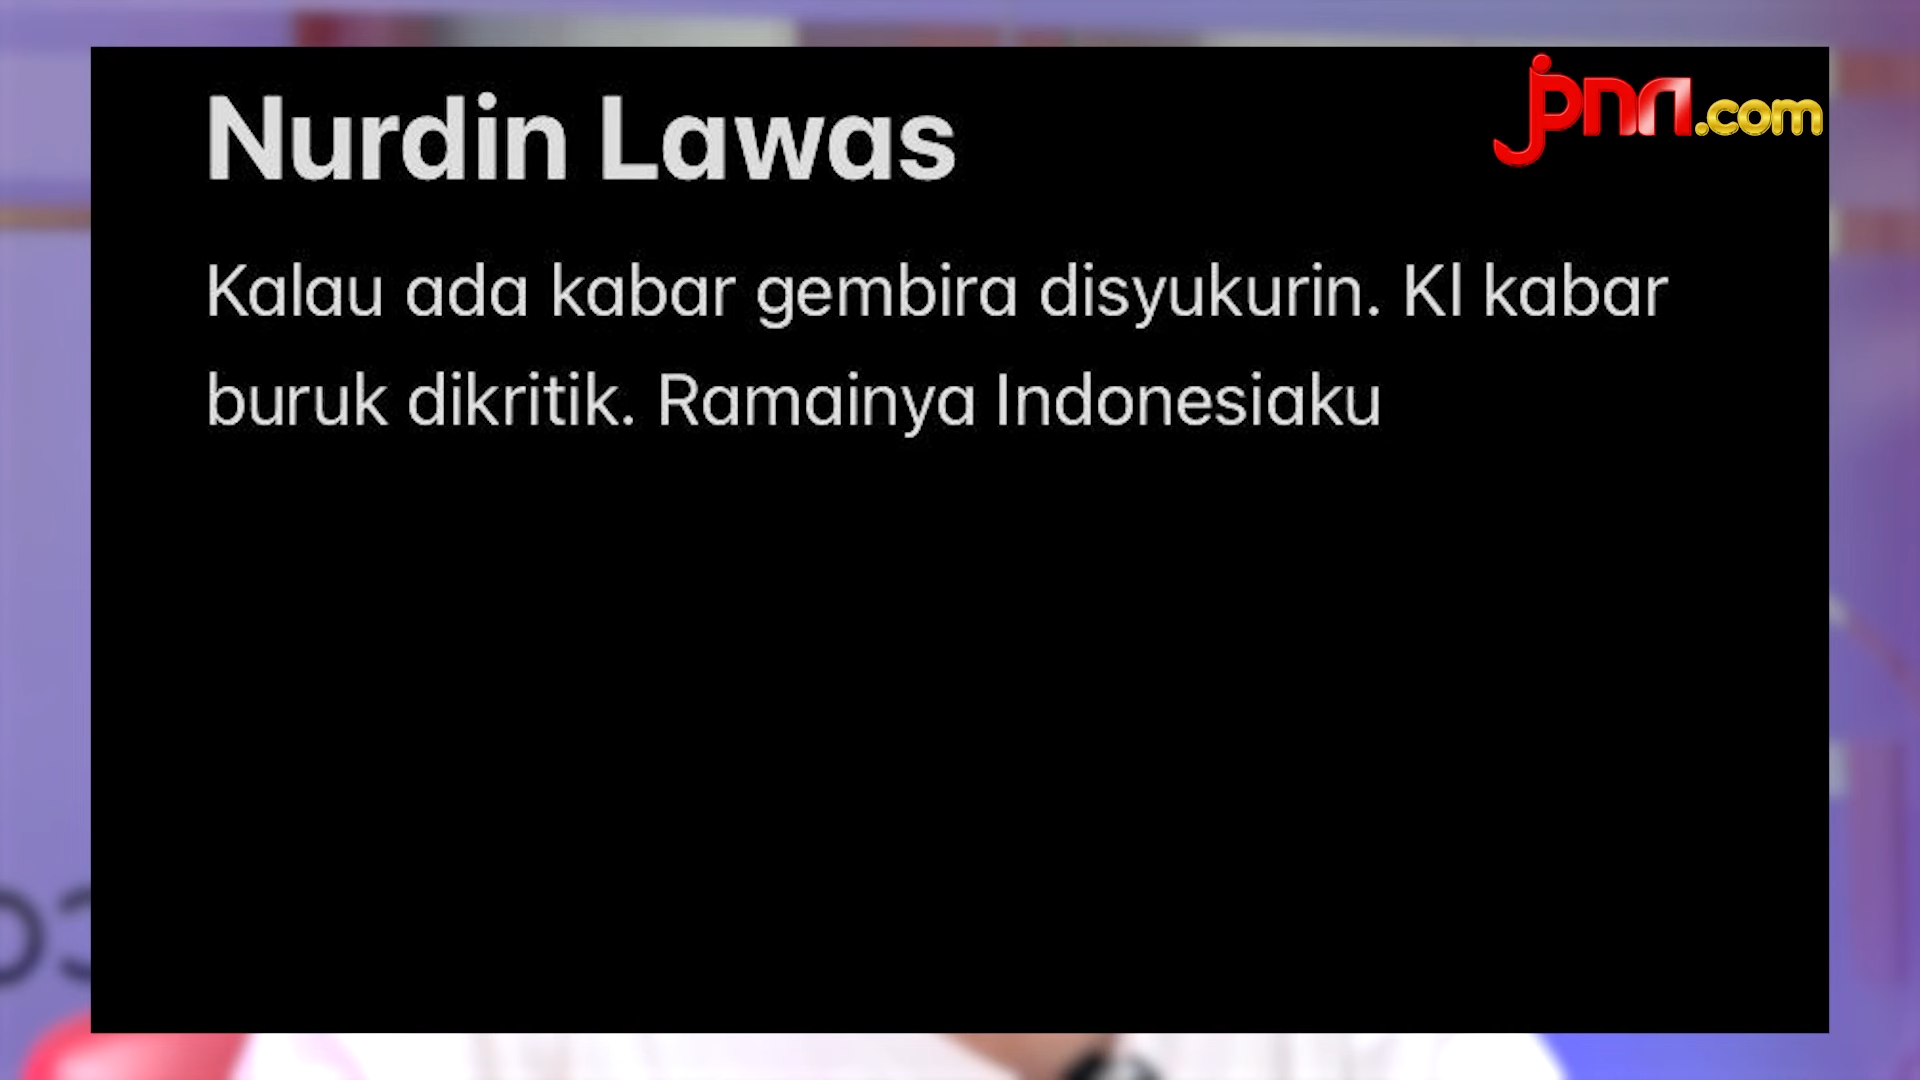 Nurdin Lawas
jpnn.com
Kalau ada kabar gembira disyukurin. Kl kabar
buruk dikritik. Ramainya Indonesiaku